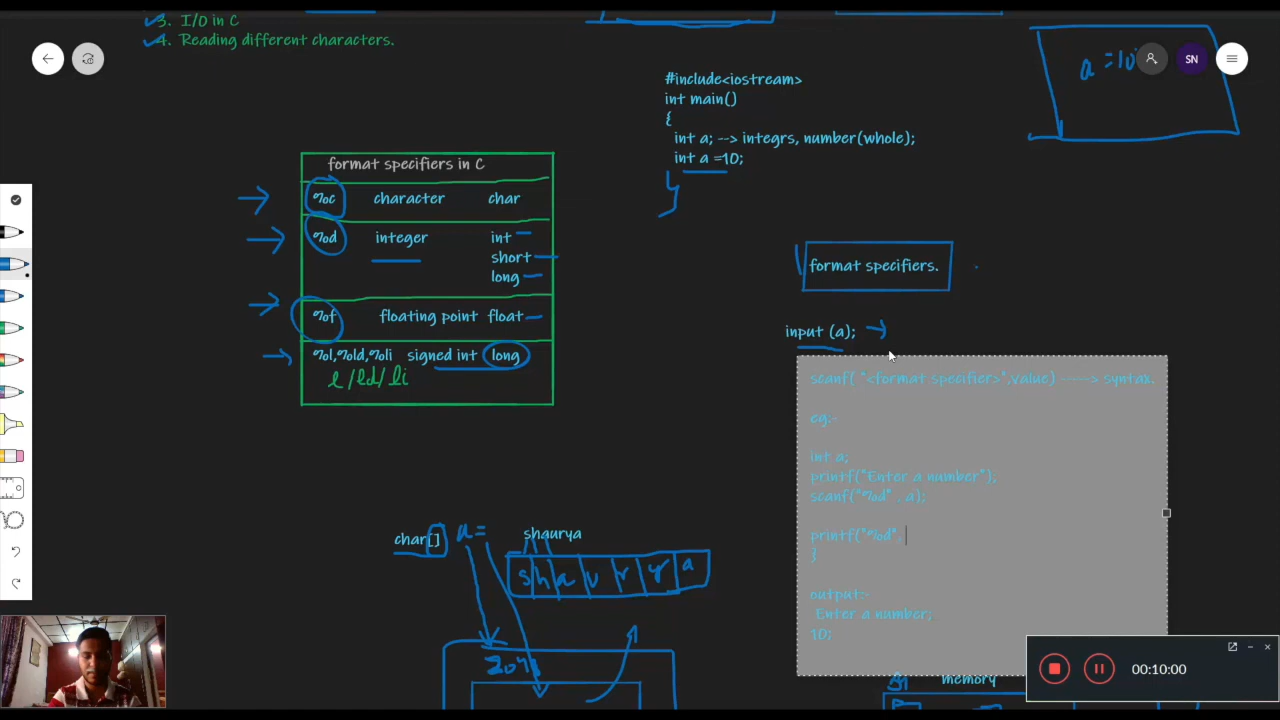 3. I/O in C
4. Reading different characters.
a = 10
SN
#include<iostream>
int main()
{
int a; --> integrs, number(whole);
int a =10;
}
format specifiers in C
%c character char
%d integer int
short
long
%f floating point float
%l,%ld,%li signed int long
l/ld/li
format specifiers.
input (a);
scanf( "<format specifier>",value) -----> syntax.
eg:-
int a;
printf("Enter a number");
scanf("%d" , a);
printf("%d",
}
output:-
Enter a number;
10;
char[] a = shaurya
s h a u r y a
memory
00:10:00